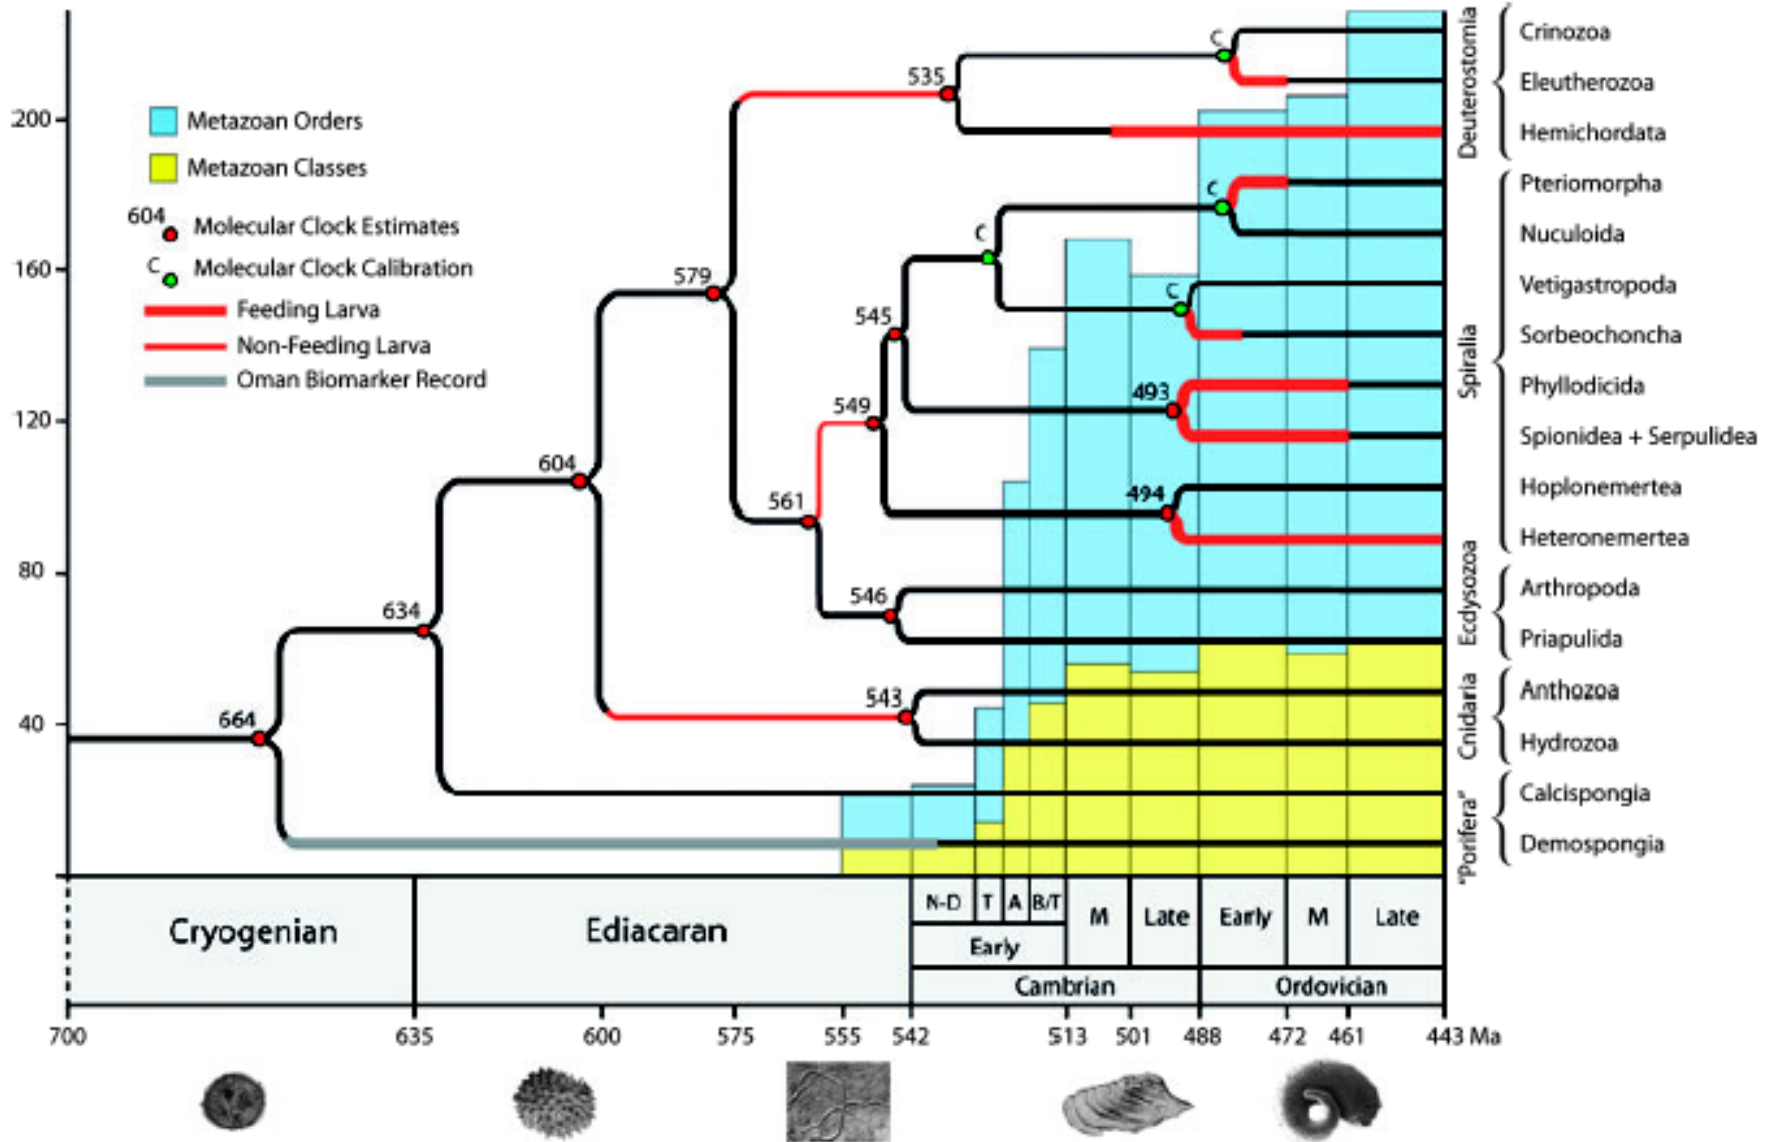 200
160
120
80
40
Metazoan Orders
Metazoan Classes
604 Molecular Clock Estimates
C Molecular Clock Calibration
Feeding Larva
Non-Feeding Larva
Oman Biomarker Record
C
535
C
579
C
545
C
549
493
604
561
494
546
634
543
664
Deuterostomia
Spiralia
Ecdysozoa
Cnidaria
"Porifera"
Crinozoa
Eleutherozoa
Hemichordata
Pteriomorpha
Nuculoida
Vetigastropoda
Sorbeochoncha
Phyllodicida
Spionidea + Serpulidea
Hoplonemertea
Heteronemertea
Arthropoda
Priapulida
Anthozoa
Hydrozoa
Calcispongia
Demospongia
Cryogenian
Ediacaran
N-D T A B/T
M Late Early M Late
Early
Cambrian Ordovician
700 635 600 575 555 542 513 501 488 472 461 443 Ma